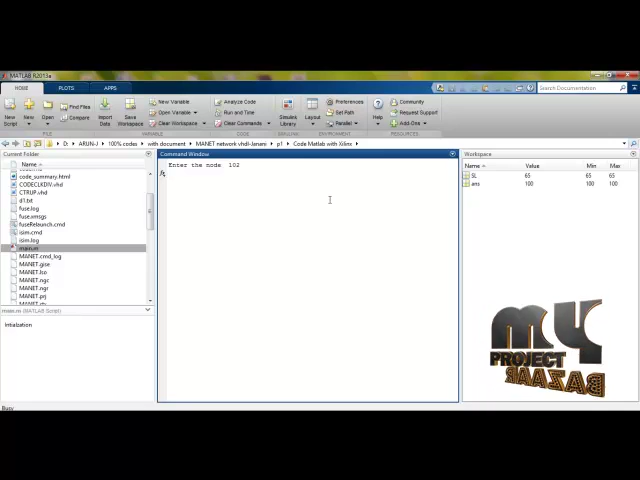 MATLAB R2013a
HOME PLOTS APPS
Search Documentation
New Script
New
Open
Find Files
Compare
Import Data
Save Workspace
New Variable
Open Variable
Clear Workspace
Analyze Code
Run and Time
Clear Commands
Simulink Library
Layout
Preferences
Set Path
Parallel
Help
Community
Request Support
Add-Ons
FILE VARIABLE CODE SIMULINK ENVIRONMENT RESOURCES
D: ARUN-J 100% codes with document MANET network vhdl-Janani p1 Code Matlab with Xilinx
Current Folder
Name
code_summary.html
CODECLKDIV.vhd
CTRUP.vhd
d1.txt
fuse.log
fuse.xmsgs
fuseRelaunch.cmd
isim.cmd
isim.log
main.m
MANET.cmd_log
MANET.gise
MANET.lso
MANET.ngc
MANET.ngr
MANET.prj
main.m (MATLAB Script)
Intialization
Busy
Command Window
Enter the node 102
fx
Workspace
Name Value Min Max
SL 65 65 65
ans 100 100 100
MY
PROJECT
BAZAAR